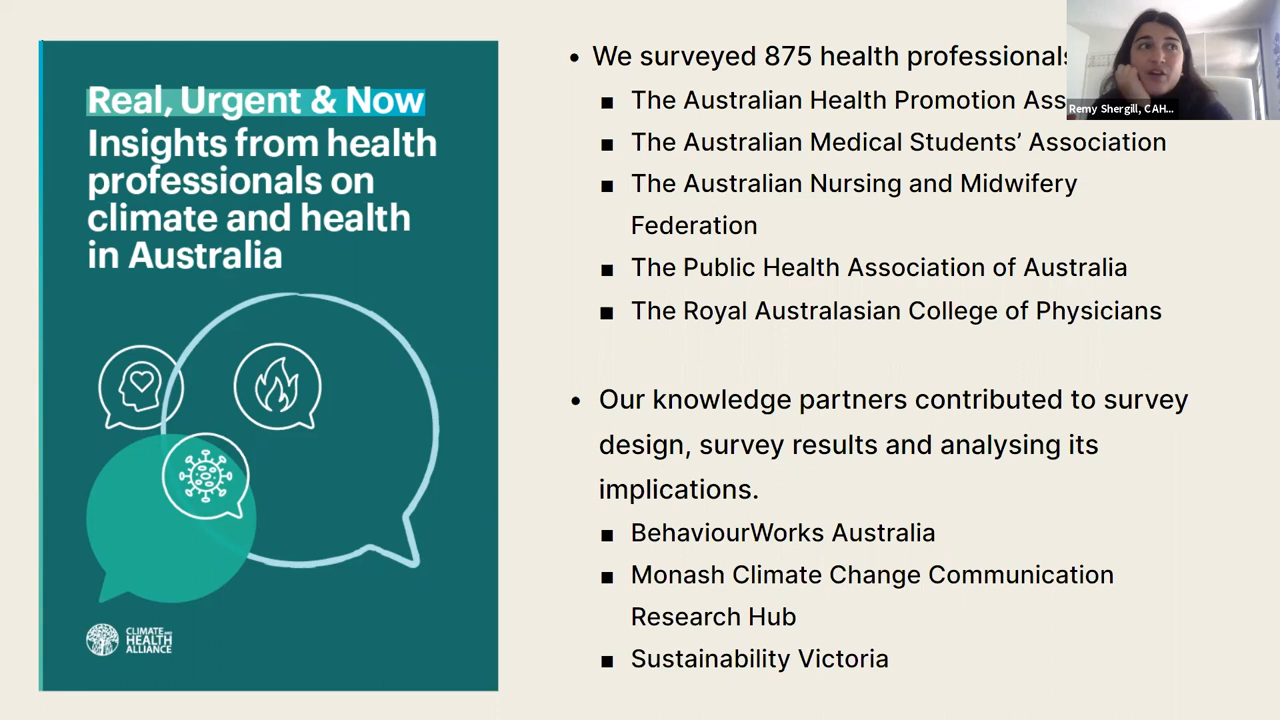 Real, Urgent & Now
Insights from health
professionals on
climate and health
in Australia
CLIMATE AND
HEALTH
ALLIANCE
• We surveyed 875 health professionals
▪ The Australian Health Promotion Ass
▪ The Australian Medical Students’ Association
▪ The Australian Nursing and Midwifery
Federation
▪ The Public Health Association of Australia
▪ The Royal Australasian College of Physicians
• Our knowledge partners contributed to survey
design, survey results and analysing its
implications.
▪ BehaviourWorks Australia
▪ Monash Climate Change Communication
Research Hub
▪ Sustainability Victoria
Remy Shergill, CAH...